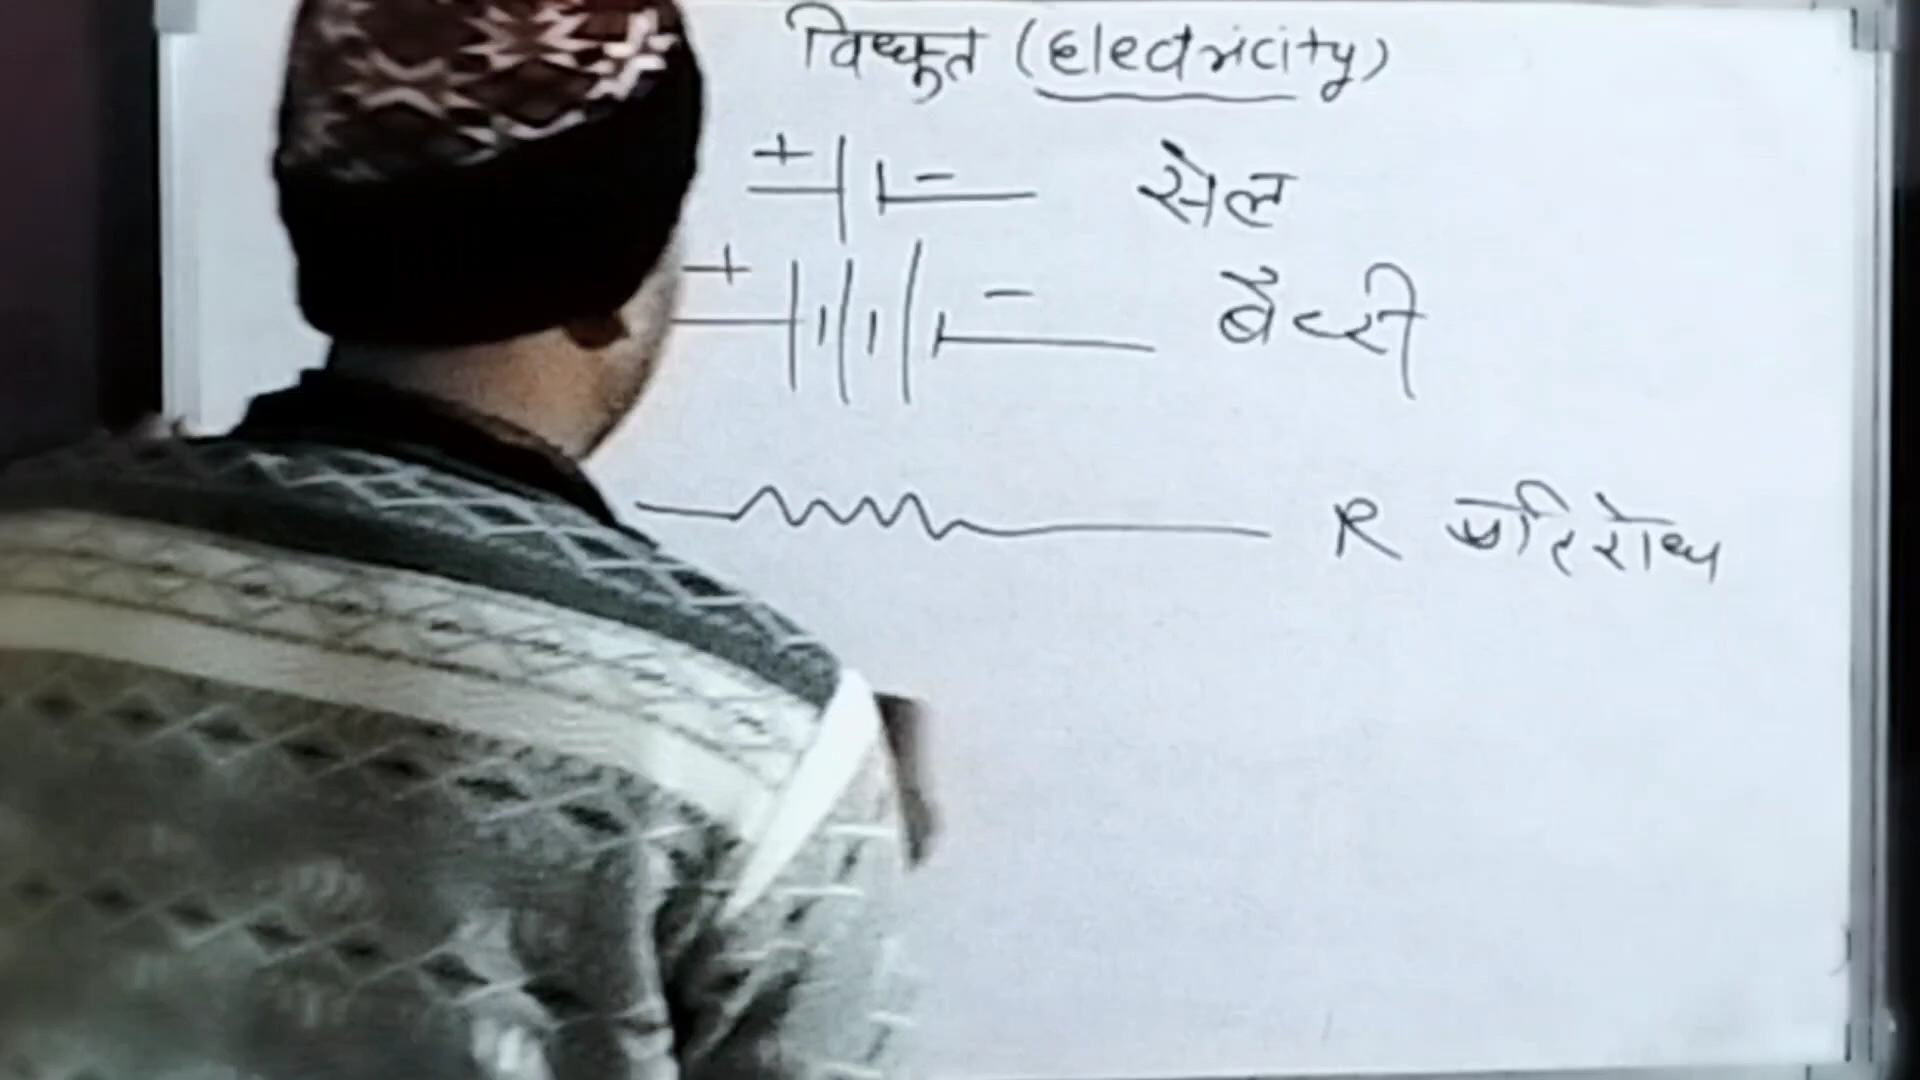 विध्युत (Electricity)
+ - सेल
+ - बैटरी
R प्रतिरोध